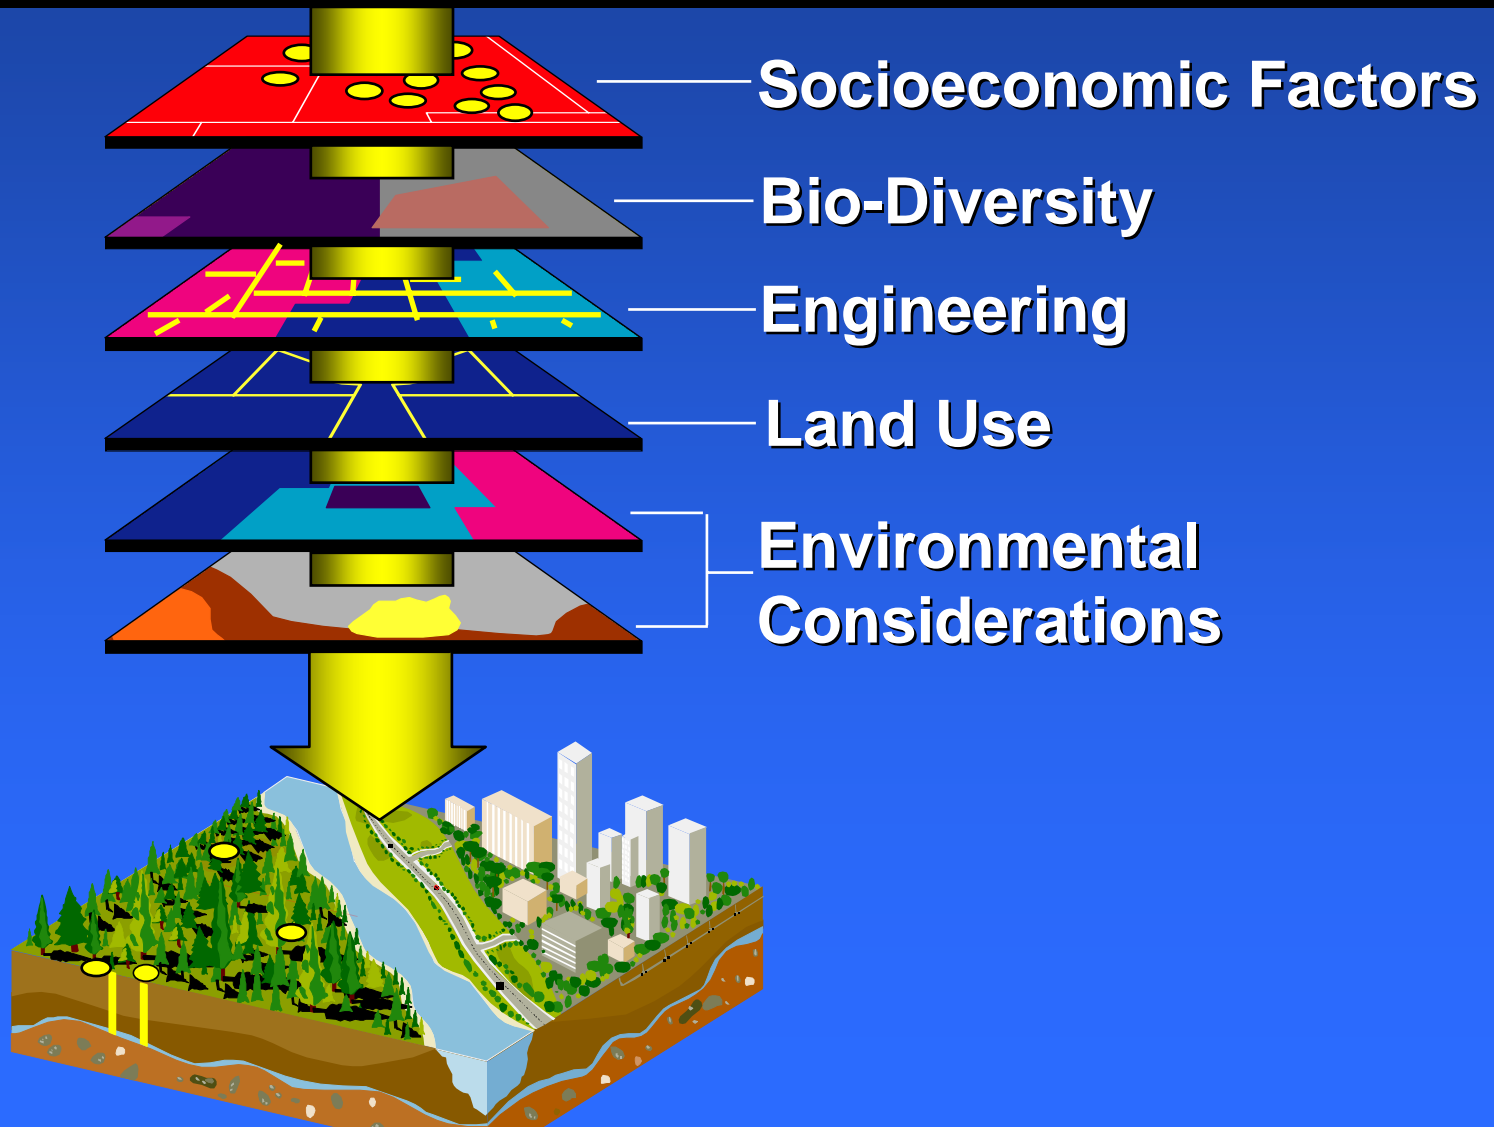 Socioeconomic Factors
Bio-Diversity
Engineering
Land Use
Environmental
Considerations